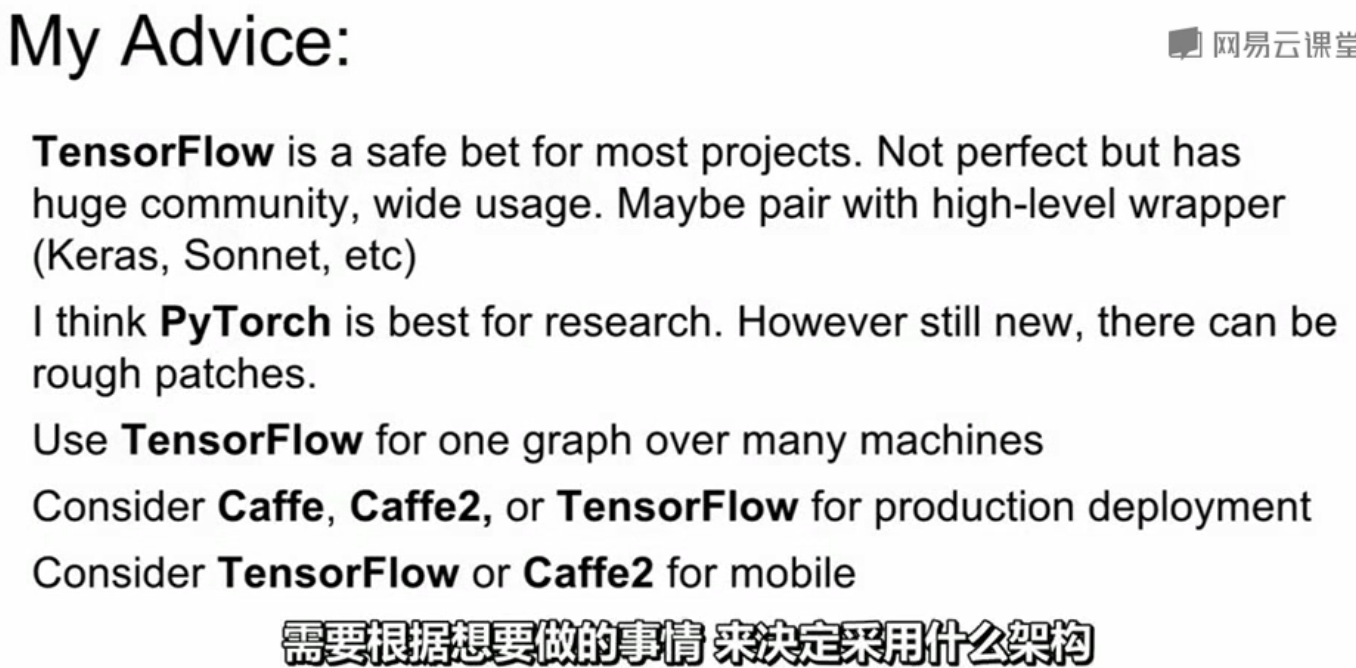 My Advice:
网易云课堂
TensorFlow is a safe bet for most projects. Not perfect but has
huge community, wide usage. Maybe pair with high-level wrapper
(Keras, Sonnet, etc)
I think PyTorch is best for research. However still new, there can be
rough patches.
Use TensorFlow for one graph over many machines
Consider Caffe, Caffe2, or TensorFlow for production deployment
Consider TensorFlow or Caffe2 for mobile
需要根据想要做的事情 来决定采用什么架构